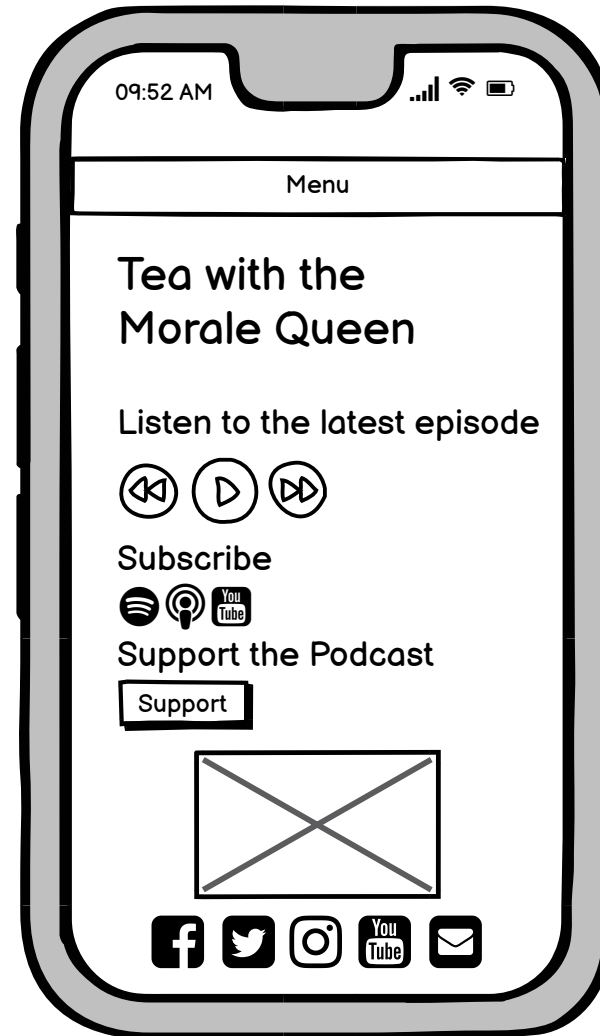 09:52 AM
Menu
Tea with the
Morale Queen
Listen to the latest episode
Subscribe
You
Tube
Support the Podcast
Support
You
Tube